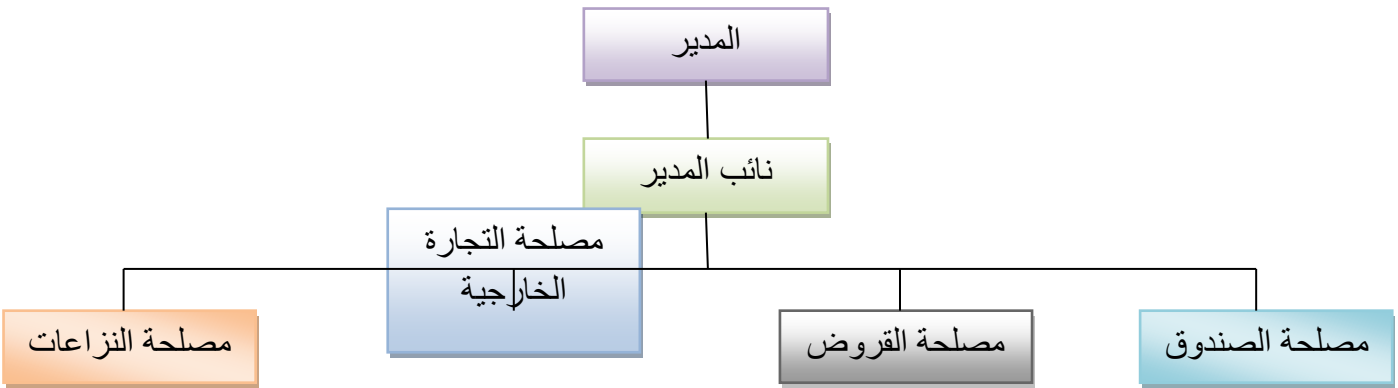 المدير
نائب المدير
مصلحة التجارة
الخارجية
مصلحة الصندوق
مصلحة القروض
مصلحة النزاعات